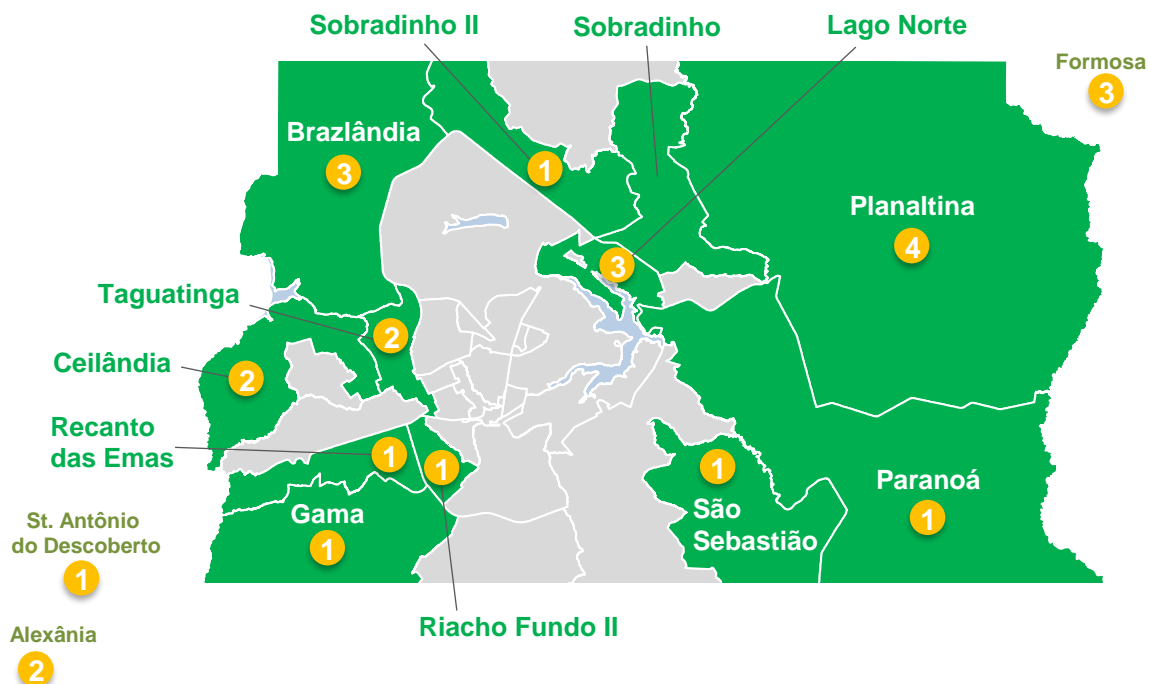 Sobradinho II
Sobradinho
Lago Norte
Formosa
3
Brazlândia
3
1
Planaltina
4
3
Taguatinga
2
Ceilândia
2
Recanto
das Emas
1
1
1
São
Sebastião
Paranoá
1
Gama
1
St. Antônio
do Descoberto
1
Riacho Fundo II
Alexânia
2